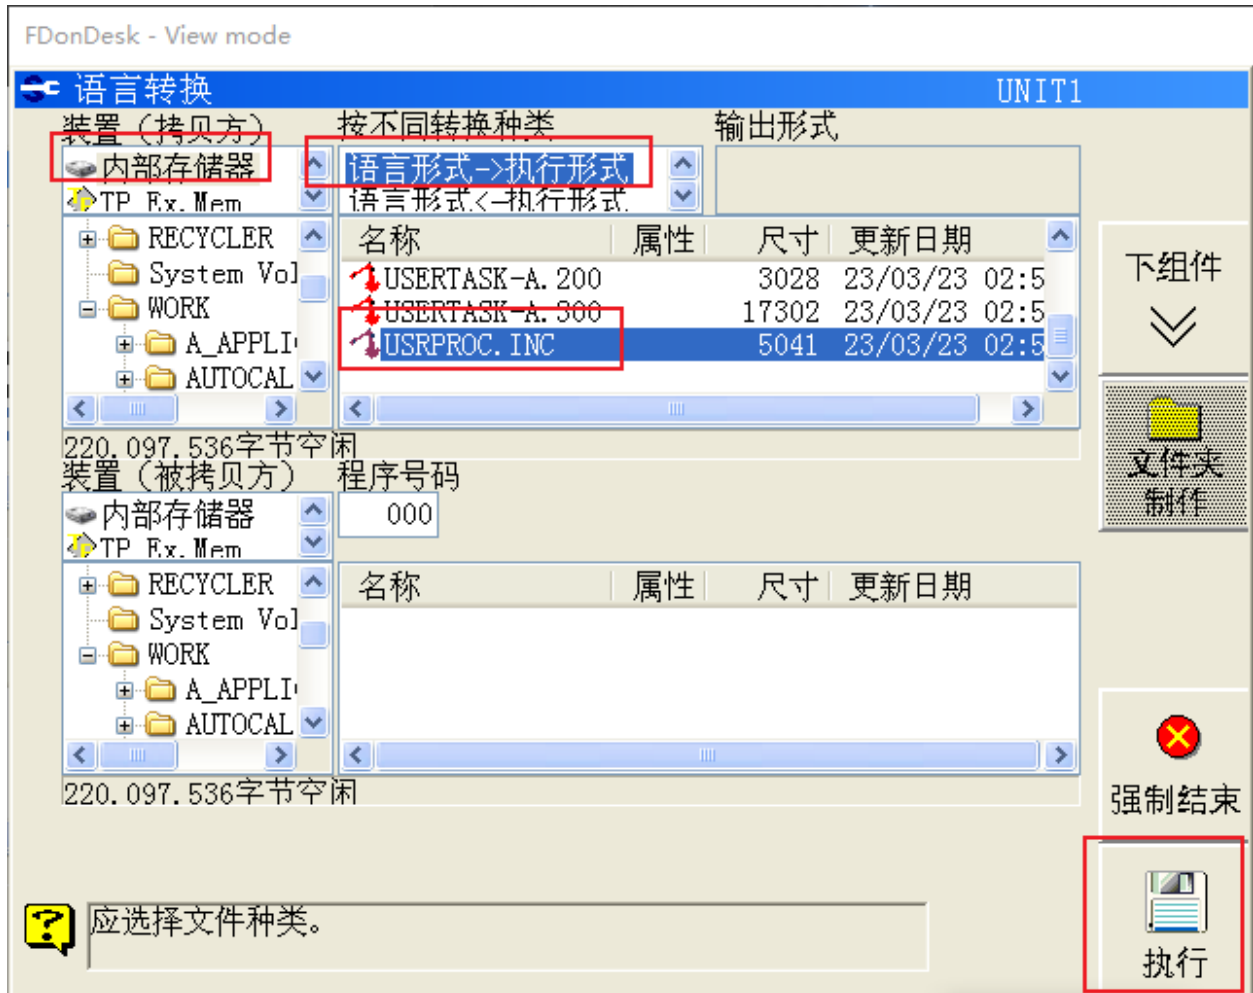 FDonDesk - View mode
语言转换 UNIT1
装置（拷贝方） 按不同转换种类 输出形式
内部存储器 语言形式->执行形式
TP Ex.Mem 语言形式<-执行形式
RECYCLER 名称 属性 尺寸 更新日期
System Vol USERTASK-A.200 3028 23/03/23 02:5
WORK USERTASK-A.300 17302 23/03/23 02:5
A_APPLI USRPROC.INC 5041 23/03/23 02:5
AUTOCAL
下组件
220.097.536字节空闲
文件夹
制作
装置（被拷贝方） 程序号码
内部存储器 000
TP Ex.Mem
RECYCLER 名称 属性 尺寸 更新日期
System Vol
WORK
A_APPLI
AUTOCAL
220.097.536字节空闲
强制结束
应选择文件种类。
执行